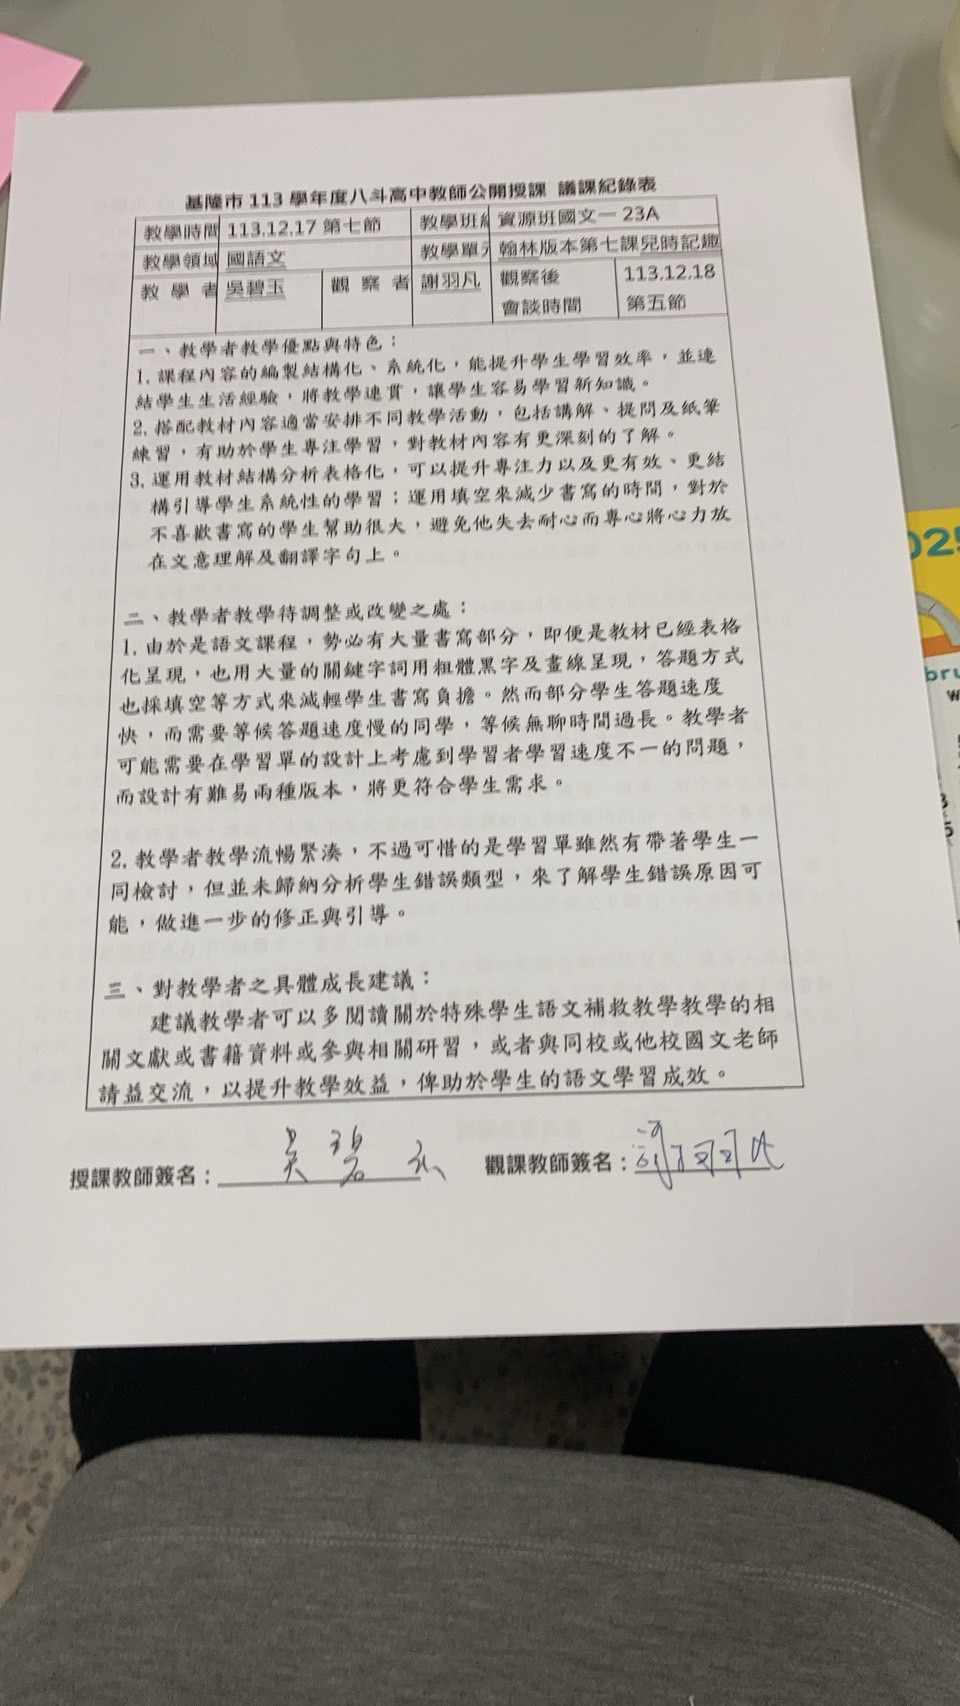 基隆市 113 學年度八斗高中教師公開授課 議課紀錄表
教學時間 113.12.17 第七節 教學班 資源班國文一 23A
教學領域 國語文 教學單 翰林版本第七課兒時記趣
教學者 吳碧玉 觀察者 謝羽凡 觀察後 113.12.18
會談時間 第五節
一、教學者教學優點與特色：
1. 課程內容的編製結構化、系統化，能提升學生學習效率，並連
結學生生活經驗，將教學連貫，讓學生容易學習新知識。
2. 搭配教材內容適當安排不同教學活動，包括講解、提問及紙筆
練習，有助於學生專注學習，對教材內容有更深刻的了解。
3. 運用教材結構分析表格化，可以提升專注力以及更有效、更結
構引導學生系統性的學習；運用填空來減少書寫的時間，對於
不喜歡書寫的學生幫助很大，避免他失去耐心而專心將心力放
在文意理解及翻譯字句上。
二、教學者教學待調整或改變之處：
1. 由於是語文課程，勢必有大量書寫部分，即便是教材已經表格
化呈現，也用大量的關鍵字詞用粗體黑字及畫線呈現，答題方式
也採填空等方式來減輕學生書寫負擔。然而部分學生答題速度
快，而需要等候答題速度慢的同學，等候無聊時間過長。教學者
可能需要在學習單的設計上考慮到學習者學習速度不一的問題，
而設計有難易兩種版本，將更符合學生需求。
2. 教學者教學流暢緊湊，不過可惜的是學習單雖然有帶著學生一
同檢討，但並未歸納分析學生錯誤類型，來了解學生錯誤原因可
能，做進一步的修正與引導。
三、對教學者之具體成長建議：
建議教學者可以多閱讀關於特殊學生語文補救教學教學的相
關文獻或書籍資料或參與相關研習，或者與同校或他校國文老師
請益交流，以提升教學效益，俾助於學生的語文學習成效。
授課教師簽名： 吳碧玉 觀課教師簽名：謝羽凡
025
bru